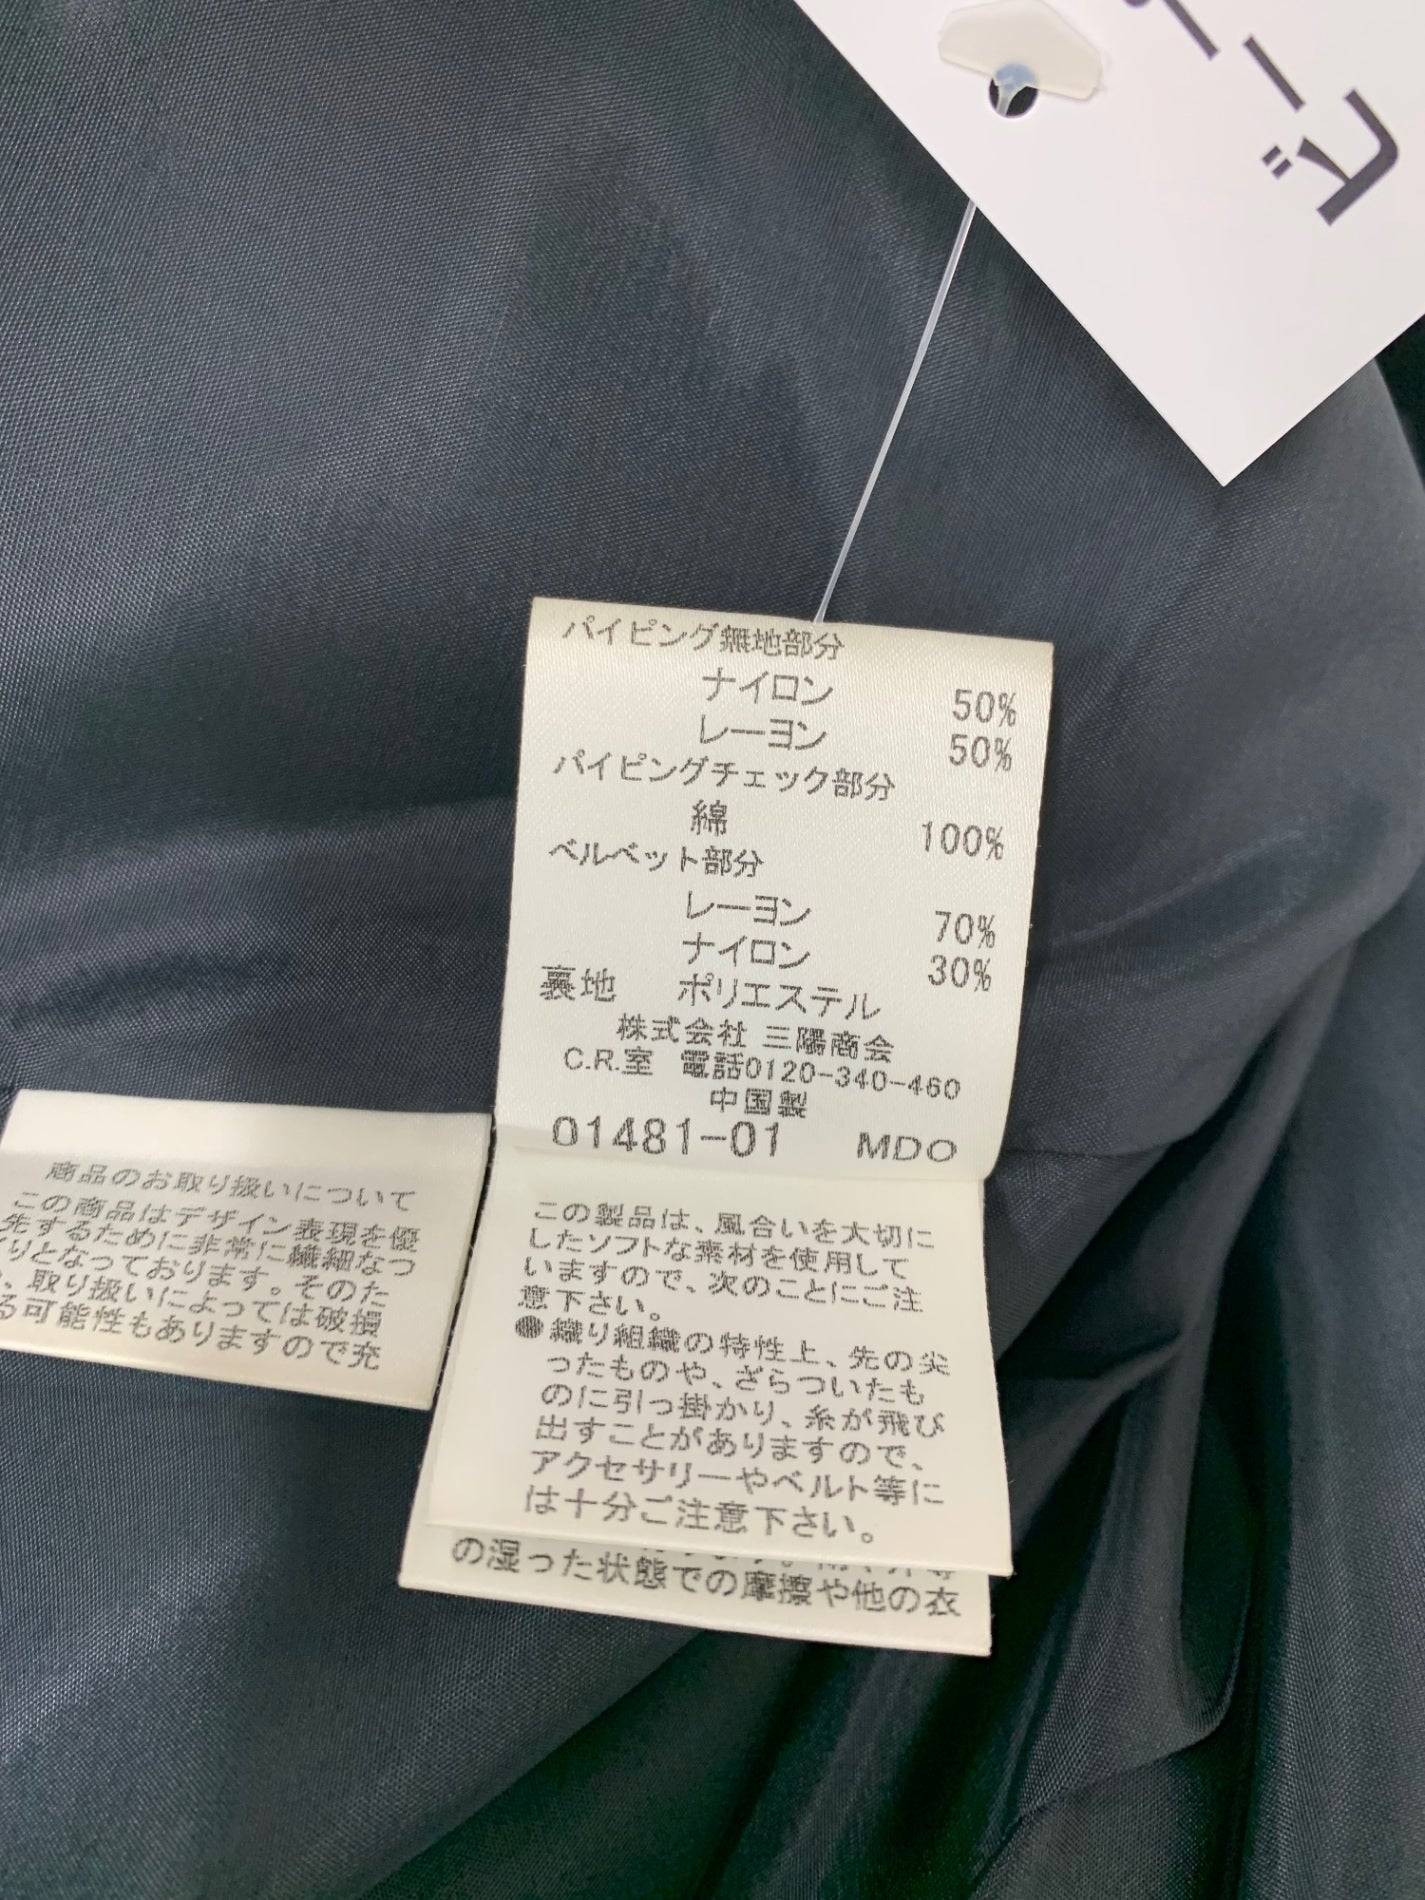 パイピング無地部分
ナイロン 50%
レーヨン 50%
パイピングチェック部分
綿 100%
ベルベット部分
レーヨン 70%
ナイロン 30%
裏地 ポリエステル
株式会社 三陽商会
C.R.室 電話0120-340-460
中国製
01481-01 MDO
この製品は、風合いを大切に
したソフトな素材を使用して
いますので、次のことにご注
意下さい。
●織り組織の特性上、先の尖
ったものや、ざらついたも
のに引っ掛かり、糸が飛び
出すことがありますので、
アクセサリーやベルト等に
は十分ご注意下さい。
の湿った状態での摩擦や他の衣
商品のお取り扱いについて
この商品はデザイン表現を優
先するために非常に繊細なつ
りとなっております。そのた
、取り扱いによっては破損
る可能性もありますので充